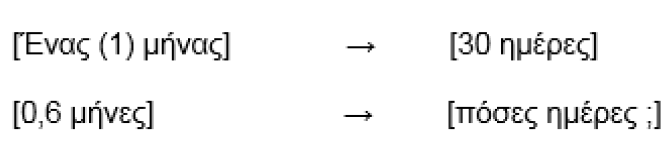 [Ένας (1) μήνας] → [30 ημέρες]
[0,6 μήνες] → [πόσες ημέρες ;]